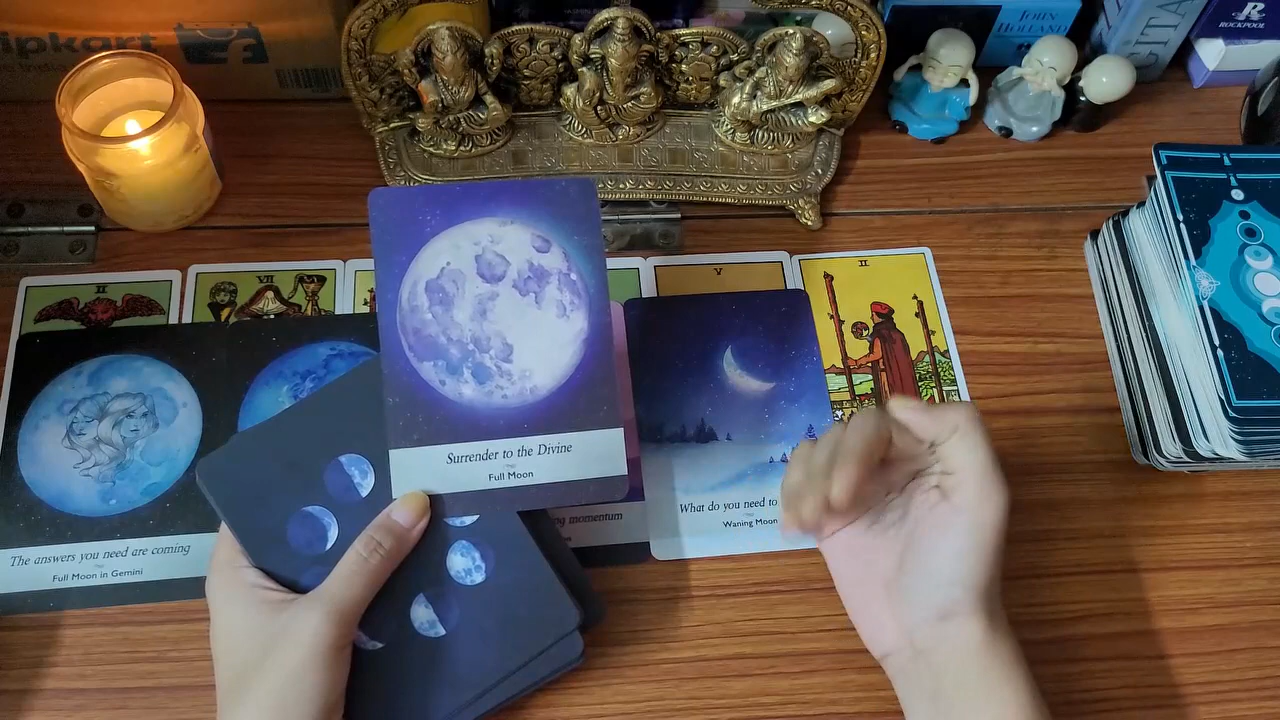 lipkart
JOHN
HOLLAND
GITA
R
ROCKPOOL
II
VII
V
II
Surrender to the Divine
Full Moon
The answers you need are coming
Full Moon in Gemini
momentum
What do you need to
Waning Moon